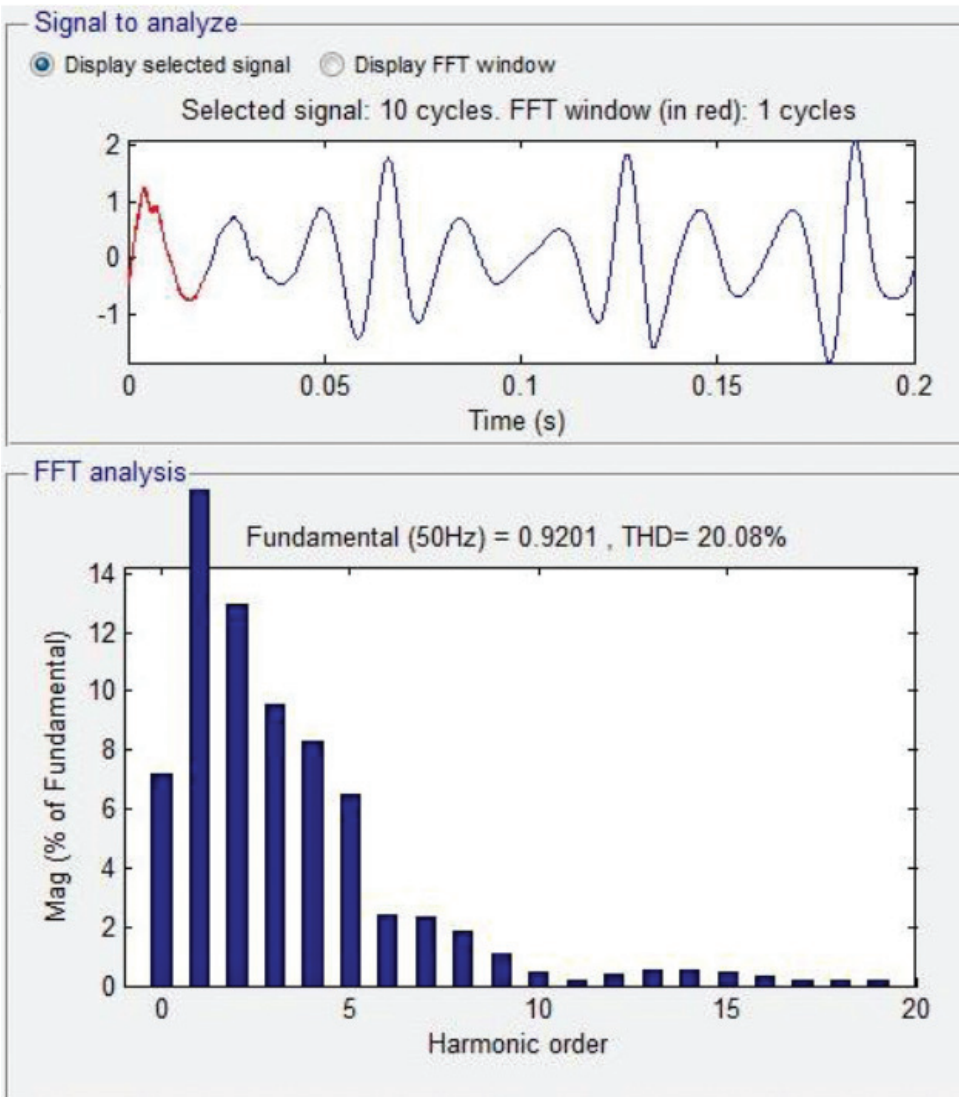 Signal to analyze
Display selected signal Display FFT window
Selected signal: 10 cycles. FFT window (in red): 1 cycles
2
1
0
-1
0 0.05 0.1 0.15 0.2
Time (s)
FFT analysis
Fundamental (50Hz) = 0.9201 , THD= 20.08%
14
12
10
8
6
4
2
0
Mag (% of Fundamental)
0 5 10 15 20
Harmonic order